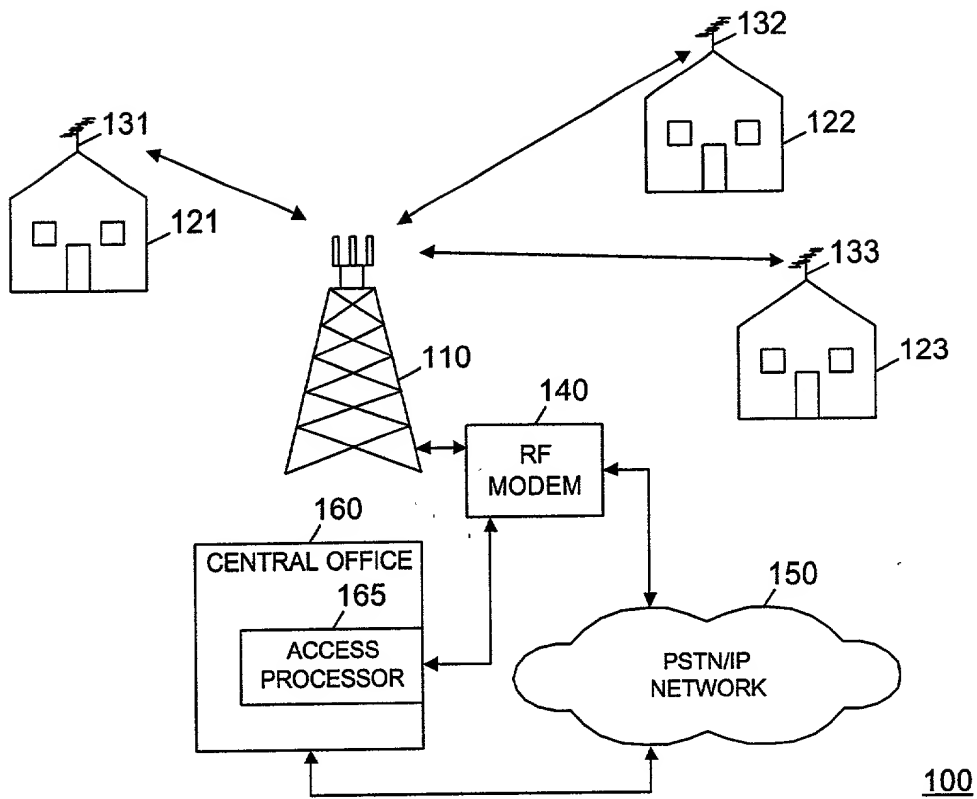 132
131
122
121
133
110
123
140
RF
MODEM
160
CENTRAL OFFICE
165
150
ACCESS
PROCESSOR
PSTN/IP
NETWORK
100